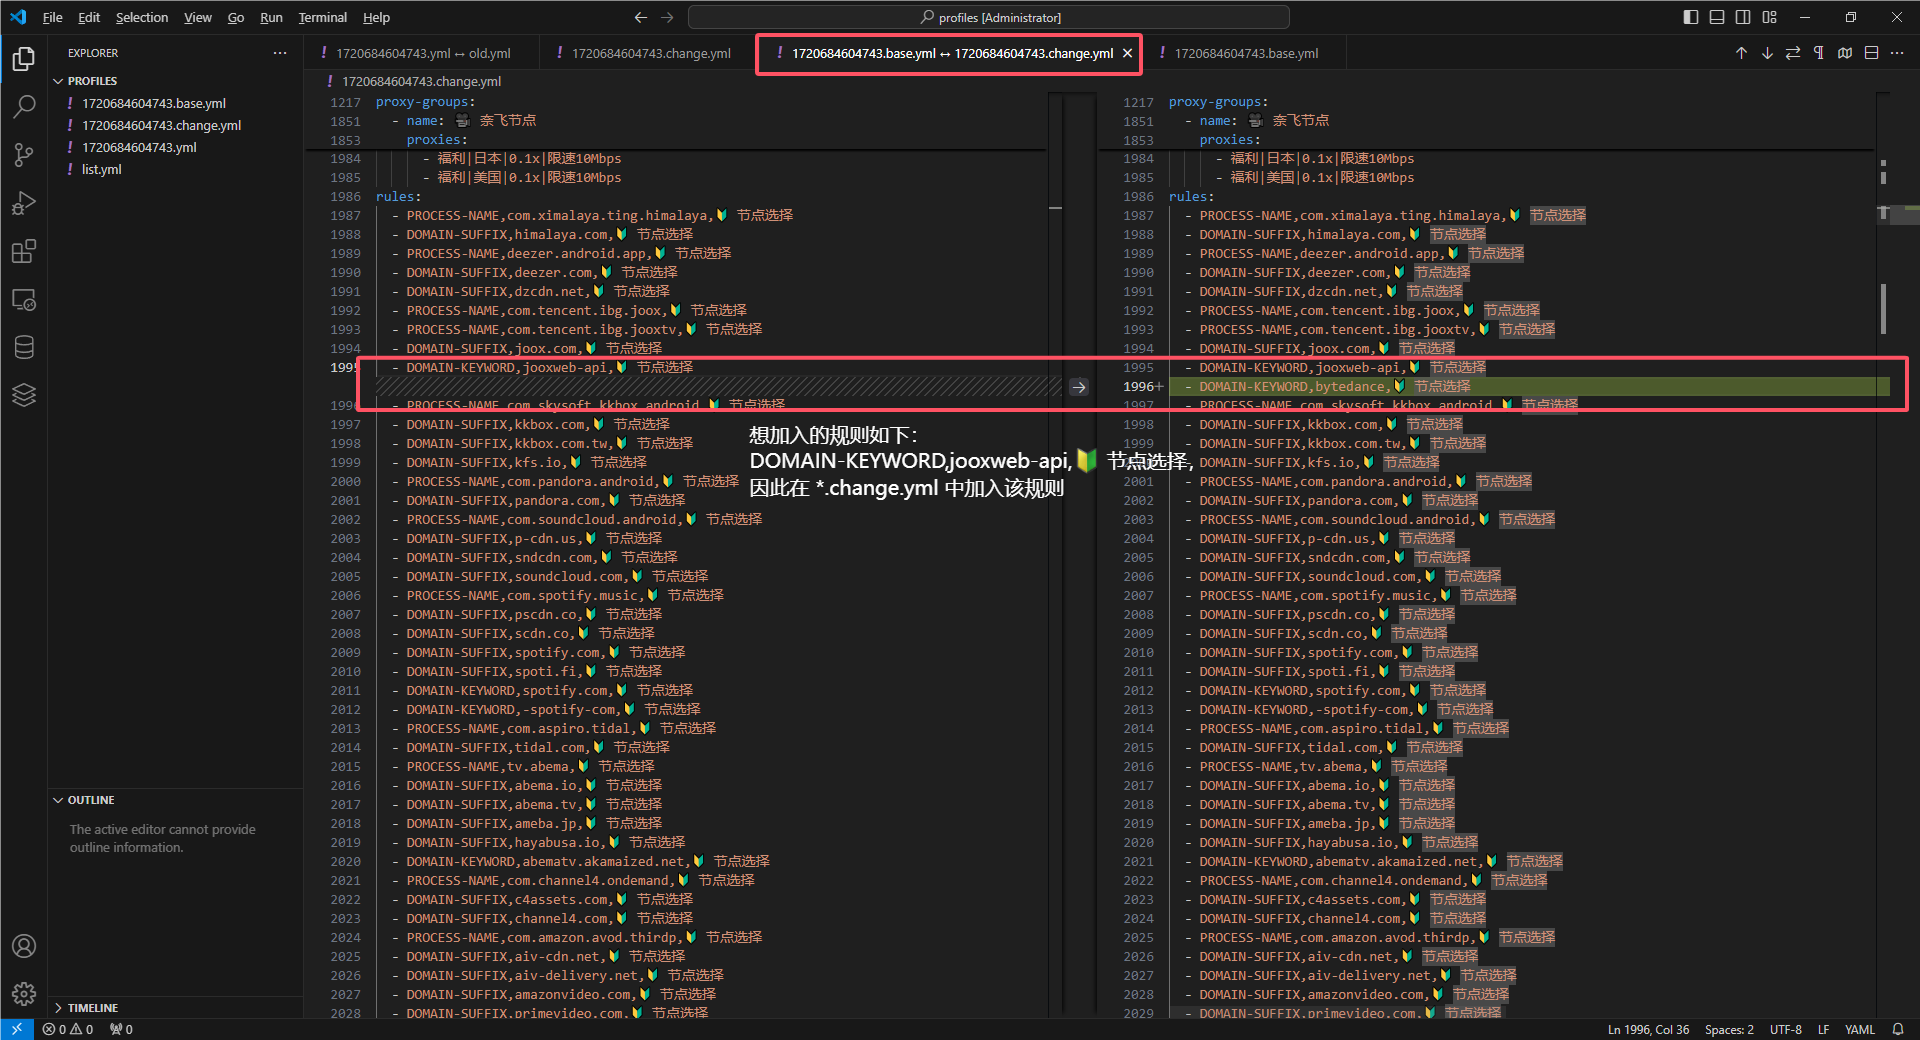 File Edit Selection View Go Run Terminal Help
profiles [Administrator]
EXPLORER
PROFILES
1720684604743.base.yml
1720684604743.change.yml
1720684604743.yml
list.yml
OUTLINE
The active editor cannot provide
outline information.
TIMELINE
1720684604743.yml ↔ old.yml
1720684604743.change.yml
1720684604743.base.yml ↔ 1720684604743.change.yml
1720684604743.base.yml
1720684604743.change.yml
1217 proxy-groups:
1851 - name: 🎥 奈飞节点
1853 proxies:
1984 - 福利|日本|0.1x|限速10Mbps
1985 - 福利|美国|0.1x|限速10Mbps
1986 rules:
1987 - PROCESS-NAME,com.ximalaya.ting.himalaya,🔰 节点选择
1988 - DOMAIN-SUFFIX,himalaya.com,🔰 节点选择
1989 - PROCESS-NAME,deezer.android.app,🔰 节点选择
1990 - DOMAIN-SUFFIX,deezer.com,🔰 节点选择
1991 - DOMAIN-SUFFIX,dzcdn.net,🔰 节点选择
1992 - PROCESS-NAME,com.tencent.ibg.joox,🔰 节点选择
1993 - PROCESS-NAME,com.tencent.ibg.jooxtv,🔰 节点选择
1994 - DOMAIN-SUFFIX,joox.com,🔰 节点选择
1995 - DOMAIN-KEYWORD,jooxweb-api,🔰 节点选择
1996 - PROCESS-NAME,com.skysoft.kkbox.android,🔰 节点选择
1997 - DOMAIN-SUFFIX,kkbox.com,🔰 节点选择
1998 - DOMAIN-SUFFIX,kkbox.com.tw,🔰 节点选择
1999 - DOMAIN-SUFFIX,kfs.io,🔰 节点选择
2000 - PROCESS-NAME,com.pandora.android,🔰 节点选择
2001 - DOMAIN-SUFFIX,pandora.com,🔰 节点选择
2002 - PROCESS-NAME,com.soundcloud.android,🔰 节点选择
2003 - DOMAIN-SUFFIX,p-cdn.us,🔰 节点选择
2004 - DOMAIN-SUFFIX,sndcdn.com,🔰 节点选择
2005 - DOMAIN-SUFFIX,soundcloud.com,🔰 节点选择
2006 - PROCESS-NAME,com.spotify.music,🔰 节点选择
2007 - DOMAIN-SUFFIX,pscdn.co,🔰 节点选择
2008 - DOMAIN-SUFFIX,scdn.co,🔰 节点选择
2009 - DOMAIN-SUFFIX,spotify.com,🔰 节点选择
2010 - DOMAIN-SUFFIX,spoti.fi,🔰 节点选择
2011 - DOMAIN-KEYWORD,spotify.com,🔰 节点选择
2012 - DOMAIN-KEYWORD,-spotify-com,🔰 节点选择
2013 - PROCESS-NAME,com.aspiro.tidal,🔰 节点选择
2014 - DOMAIN-SUFFIX,tidal.com,🔰 节点选择
2015 - PROCESS-NAME,tv.abema,🔰 节点选择
2016 - DOMAIN-SUFFIX,abema.io,🔰 节点选择
2017 - DOMAIN-SUFFIX,abema.tv,🔰 节点选择
2018 - DOMAIN-SUFFIX,ameba.jp,🔰 节点选择
2019 - DOMAIN-SUFFIX,hayabusa.io,🔰 节点选择
2020 - DOMAIN-KEYWORD,abematv.akamaized.net,🔰 节点选择
2021 - PROCESS-NAME,com.channel4.ondemand,🔰 节点选择
2022 - DOMAIN-SUFFIX,c4assets.com,🔰 节点选择
2023 - DOMAIN-SUFFIX,channel4.com,🔰 节点选择
2024 - PROCESS-NAME,com.amazon.avod.thirdp,🔰 节点选择
2025 - DOMAIN-SUFFIX,aiv-cdn.net,🔰 节点选择
2026 - DOMAIN-SUFFIX,aiv-delivery.net,🔰 节点选择
2027 - DOMAIN-SUFFIX,amazonvideo.com,🔰 节点选择
2028 - DOMAIN-SUFFIX,primevideo.com,🔰 节点选择
想加入的规则如下：
DOMAIN-KEYWORD,jooxweb-api,🔰 节点选择，
因此在 *.change.yml 中加入该规则
1217 proxy-groups:
1851 - name: 🎥 奈飞节点
1853 proxies:
1984 - 福利|日本|0.1x|限速10Mbps
1985 - 福利|美国|0.1x|限速10Mbps
1986 rules:
1987 - PROCESS-NAME,com.ximalaya.ting.himalaya,🔰 节点选择
1988 - DOMAIN-SUFFIX,himalaya.com,🔰 节点选择
1989 - PROCESS-NAME,deezer.android.app,🔰 节点选择
1990 - DOMAIN-SUFFIX,deezer.com,🔰 节点选择
1991 - DOMAIN-SUFFIX,dzcdn.net,🔰 节点选择
1992 - PROCESS-NAME,com.tencent.ibg.joox,🔰 节点选择
1993 - PROCESS-NAME,com.tencent.ibg.jooxtv,🔰 节点选择
1994 - DOMAIN-SUFFIX,joox.com,🔰 节点选择
1995 - DOMAIN-KEYWORD,jooxweb-api,🔰 节点选择
1996+ - DOMAIN-KEYWORD,bytedance,🔰 节点选择
1997 - PROCESS-NAME,com.skysoft.kkbox.android,🔰 节点选择
1998 - DOMAIN-SUFFIX,kkbox.com,🔰 节点选择
1999 - DOMAIN-SUFFIX,kkbox.com.tw,🔰 节点选择
- DOMAIN-SUFFIX,kfs.io,🔰 节点选择
2001 - PROCESS-NAME,com.pandora.android,🔰 节点选择
2002 - DOMAIN-SUFFIX,pandora.com,🔰 节点选择
2003 - PROCESS-NAME,com.soundcloud.android,🔰 节点选择
2004 - DOMAIN-SUFFIX,p-cdn.us,🔰 节点选择
2005 - DOMAIN-SUFFIX,sndcdn.com,🔰 节点选择
2006 - DOMAIN-SUFFIX,soundcloud.com,🔰 节点选择
2007 - PROCESS-NAME,com.spotify.music,🔰 节点选择
2008 - DOMAIN-SUFFIX,pscdn.co,🔰 节点选择
2009 - DOMAIN-SUFFIX,scdn.co,🔰 节点选择
2010 - DOMAIN-SUFFIX,spotify.com,🔰 节点选择
2011 - DOMAIN-SUFFIX,spoti.fi,🔰 节点选择
2012 - DOMAIN-KEYWORD,spotify.com,🔰 节点选择
2013 - DOMAIN-KEYWORD,-spotify-com,🔰 节点选择
2014 - PROCESS-NAME,com.aspiro.tidal,🔰 节点选择
2015 - DOMAIN-SUFFIX,tidal.com,🔰 节点选择
2016 - PROCESS-NAME,tv.abema,🔰 节点选择
2017 - DOMAIN-SUFFIX,abema.io,🔰 节点选择
2018 - DOMAIN-SUFFIX,abema.tv,🔰 节点选择
2019 - DOMAIN-SUFFIX,ameba.jp,🔰 节点选择
2020 - DOMAIN-SUFFIX,hayabusa.io,🔰 节点选择
2021 - DOMAIN-KEYWORD,abematv.akamaized.net,🔰 节点选择
2022 - PROCESS-NAME,com.channel4.ondemand,🔰 节点选择
2023 - DOMAIN-SUFFIX,c4assets.com,🔰 节点选择
2024 - DOMAIN-SUFFIX,channel4.com,🔰 节点选择
2025 - PROCESS-NAME,com.amazon.avod.thirdp,🔰 节点选择
2026 - DOMAIN-SUFFIX,aiv-cdn.net,🔰 节点选择
2027 - DOMAIN-SUFFIX,aiv-delivery.net,🔰 节点选择
2028 - DOMAIN-SUFFIX,amazonvideo.com,🔰 节点选择
2029 - DOMAIN-SUFFIX,primevideo.com,🔰 节点选择
0 0 0
Ln 1996, Col 36 Spaces: 2 UTF-8 LF YAML